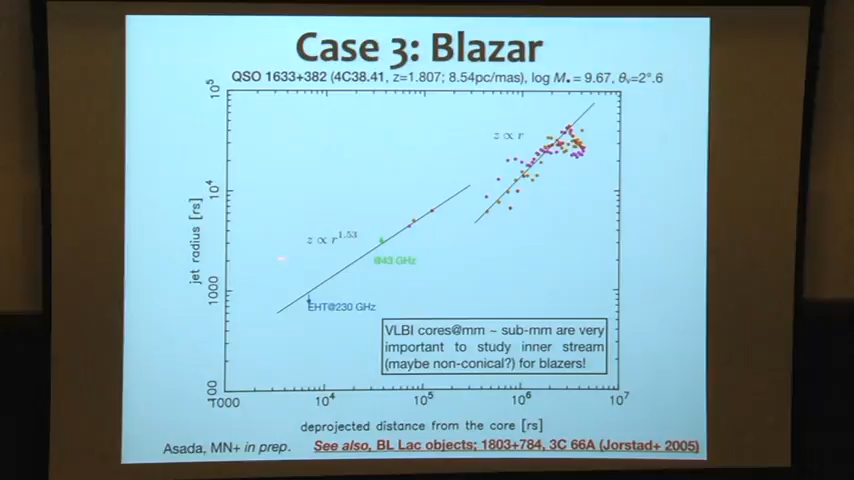 Case 3: Blazar
QSO 1633+382 (4C38.41, z=1.807; 8.54pc/mas), log M• = 9.67, θv=2°.6
10⁵
10⁴
1000
100
jet radius [rs]
z ∝ r
z ∝ r^1.53
@43 GHz
EHT@230 GHz
VLBI cores@mm – sub-mm are very
important to study inner stream
(maybe non-conical?) for blazers!
1000 10⁴ 10⁵ 10⁶ 10⁷
deprojected distance from the core [rs]
Asada, MN+ in prep. See also, BL Lac objects; 1803+784, 3C 66A (Jorstad+ 2005)